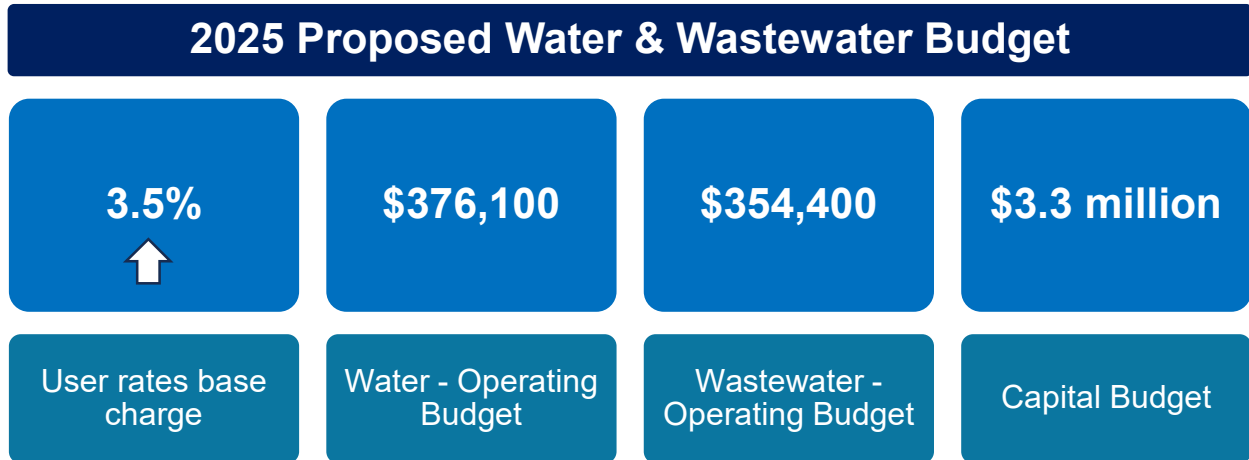 2025 Proposed Water & Wastewater Budget
3.5%
$376,100
$354,400
$3.3 million
User rates base
charge
Water - Operating
Budget
Wastewater -
Operating Budget
Capital Budget